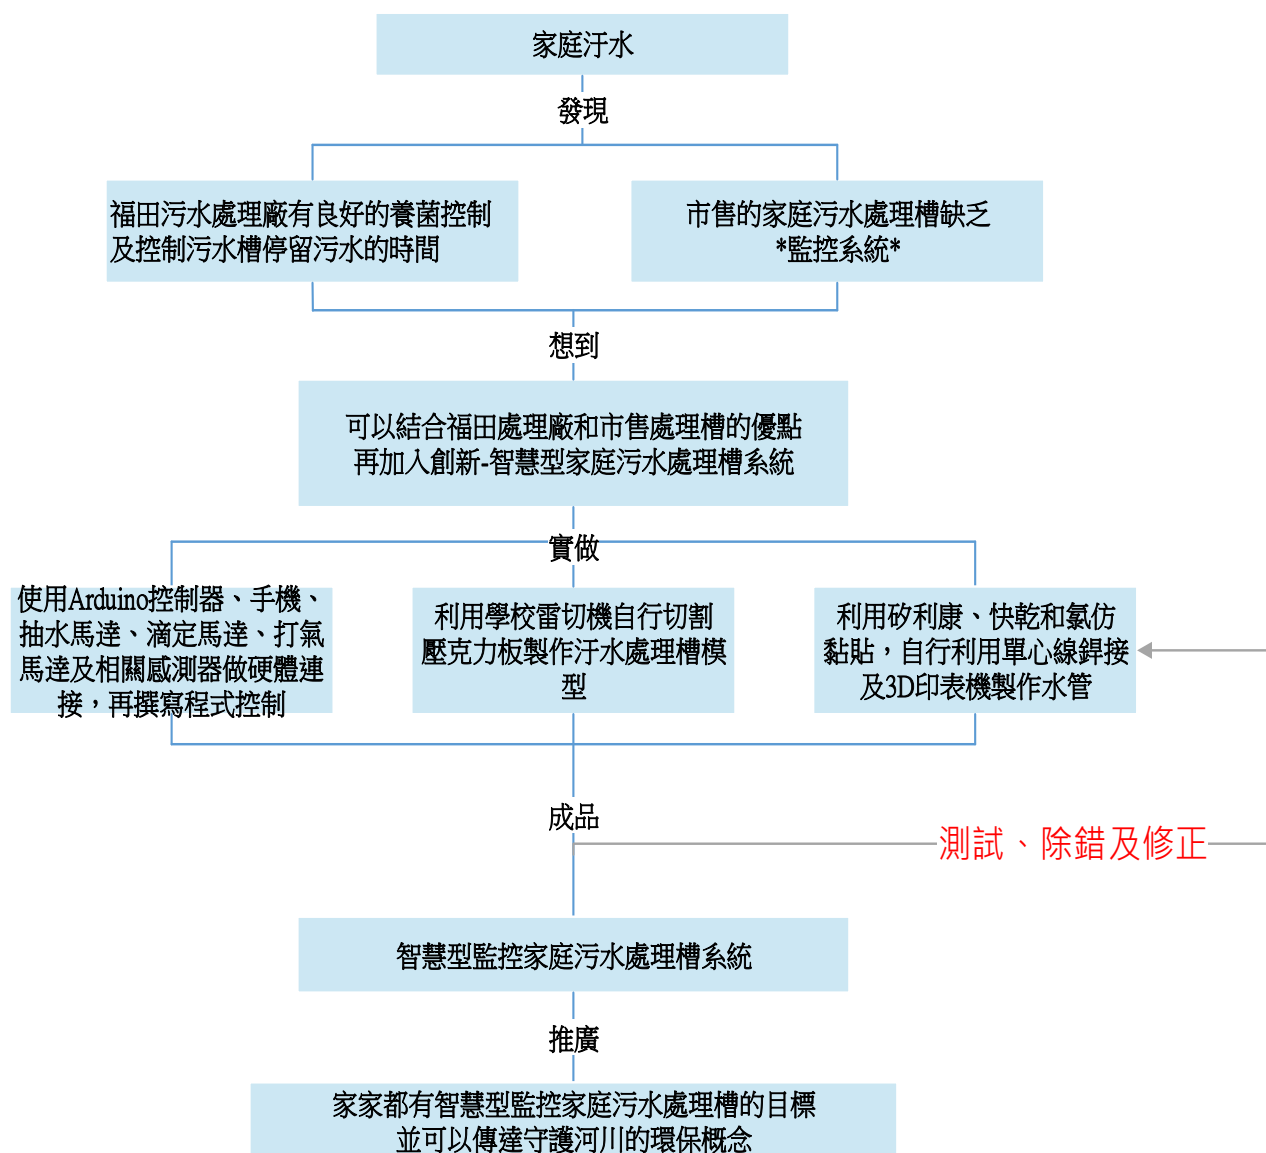 家庭汙水
發現
福田污水處理廠有良好的養菌控制
及控制污水槽停留污水的時間
市售的家庭污水處理槽缺乏
*監控系統*
想到
可以結合福田處理廠和市售處理槽的優點
再加入創新-智慧型家庭污水處理槽系統
實做
使用Arduino控制器、手機、
抽水馬達、滴定馬達、打氣
馬達及相關感測器做硬體連
接，再撰寫程式控制
利用學校雷切機自行切割
壓克力板製作汙水處理槽模
型
利用矽利康、快乾和氯仿
黏貼，自行利用單心線銲接
及3D印表機製作水管
成品
測試、除錯及修正
智慧型監控家庭污水處理槽系統
推廣
家家都有智慧型監控家庭污水處理槽的目標
並可以傳達守護河川的環保概念